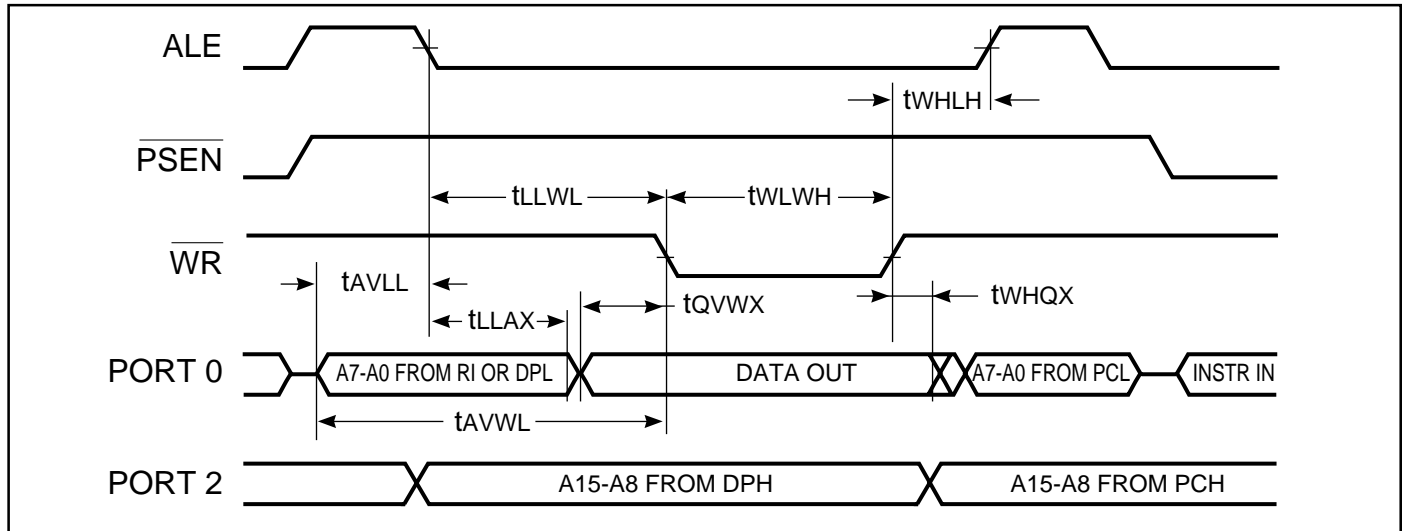 ALE
tWHLH
PSEN
tLLWL
tWLWH
WR
tAVLL
tLLAX
tQVWX
tWHQX
PORT 0
A7-A0 FROM RI OR DPL
DATA OUT
A7-A0 FROM PCL
INSTR IN
tAVWL
PORT 2
A15-A8 FROM DPH
A15-A8 FROM PCH